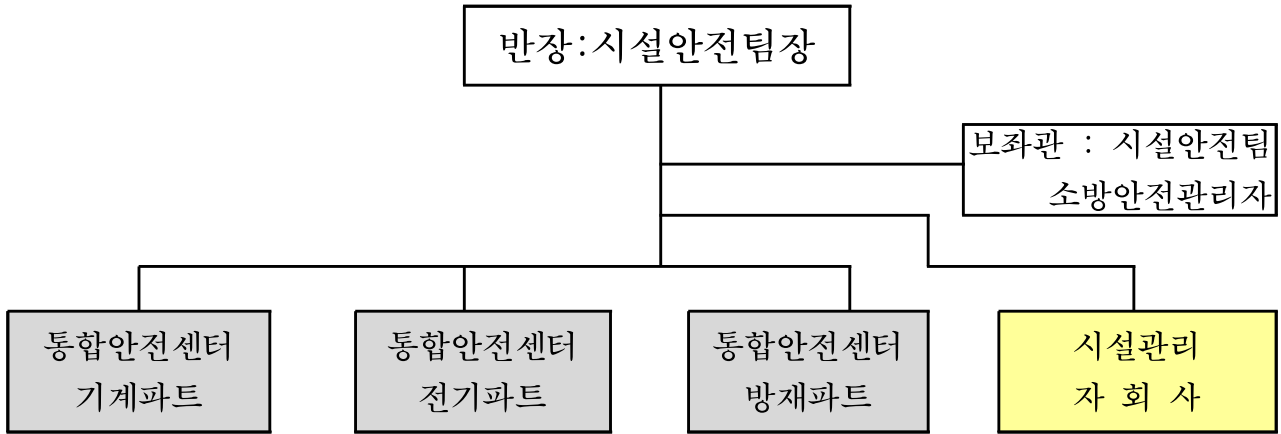 반장:시설안전팀장
보좌관 : 시설안전팀
소방안전관리자
통합안전센터
기계파트
통합안전센터
전기파트
통합안전센터
방재파트
시설관리
자 회 사